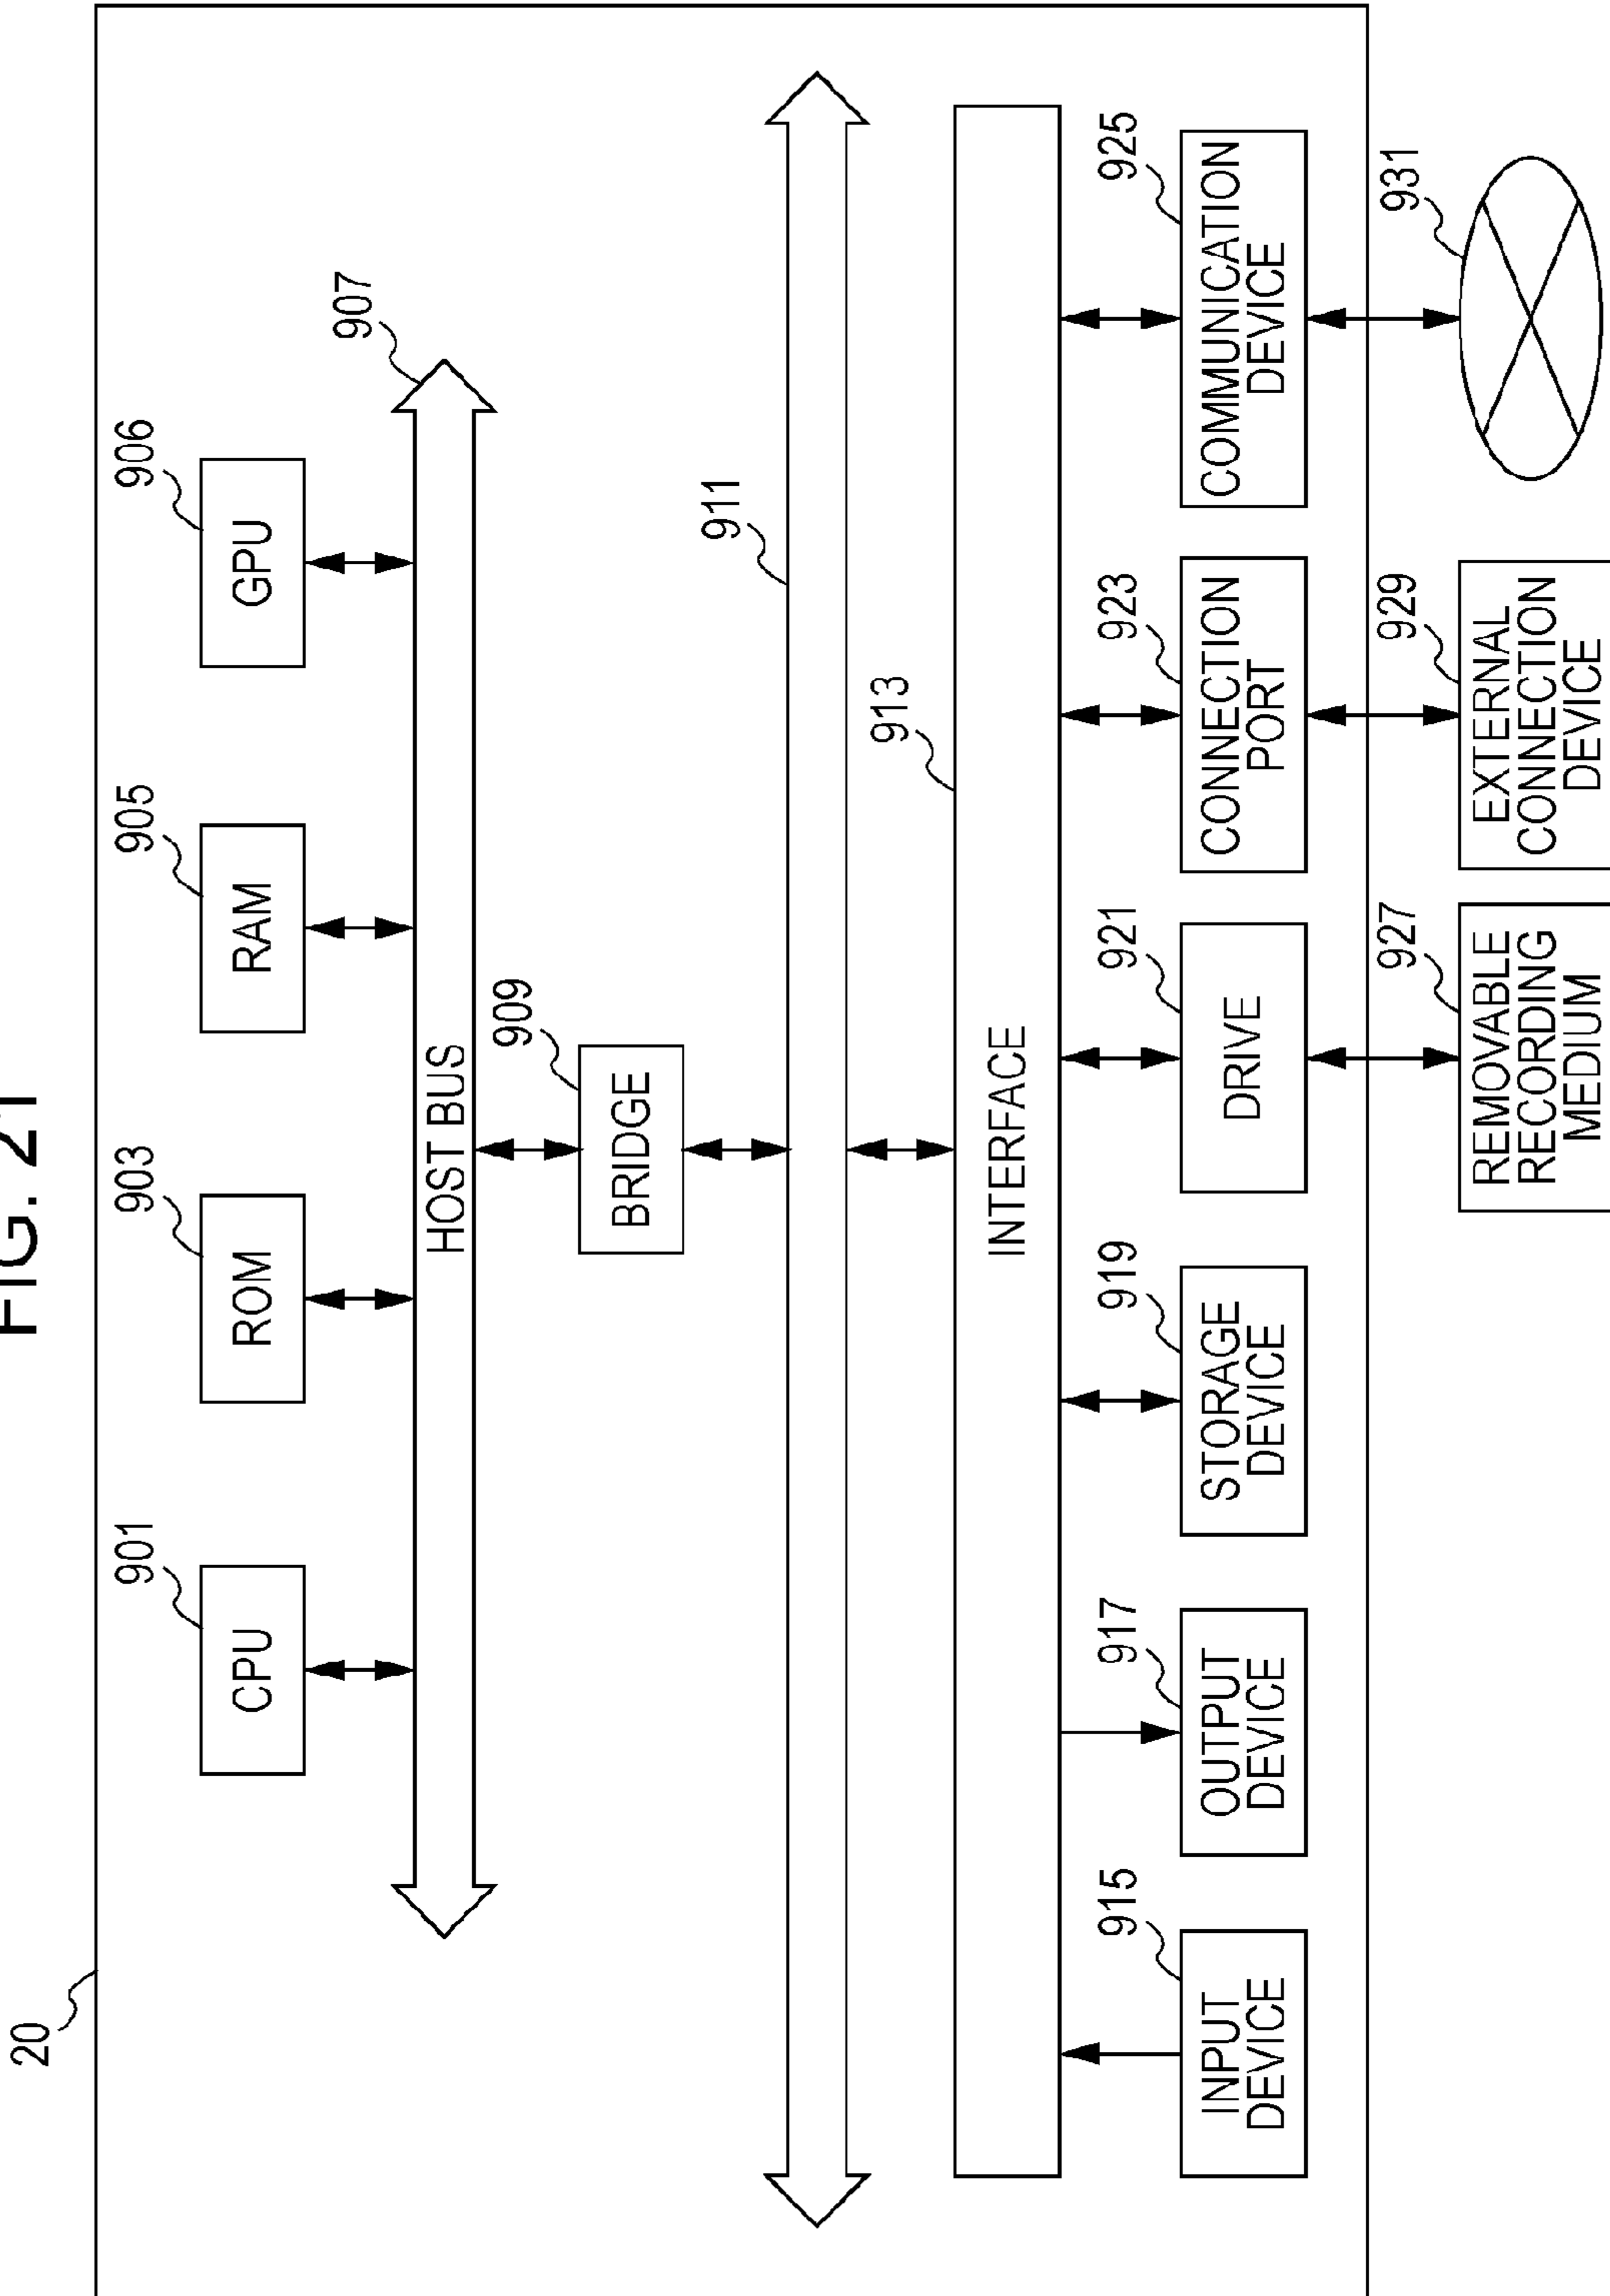 FIG. 21
20
901
CPU
903
ROM
905
RAM
906
GPU
907
HOST BUS
909
BRIDGE
911
913
INTERFACE
915
INPUT
DEVICE
917
OUTPUT
DEVICE
919
STORAGE
DEVICE
921
DRIVE
923
CONNECTION
PORT
925
COMMUNICATION
DEVICE
927
REMOVABLE
RECORDING
MEDIUM
929
EXTERNAL
CONNECTION
DEVICE
931